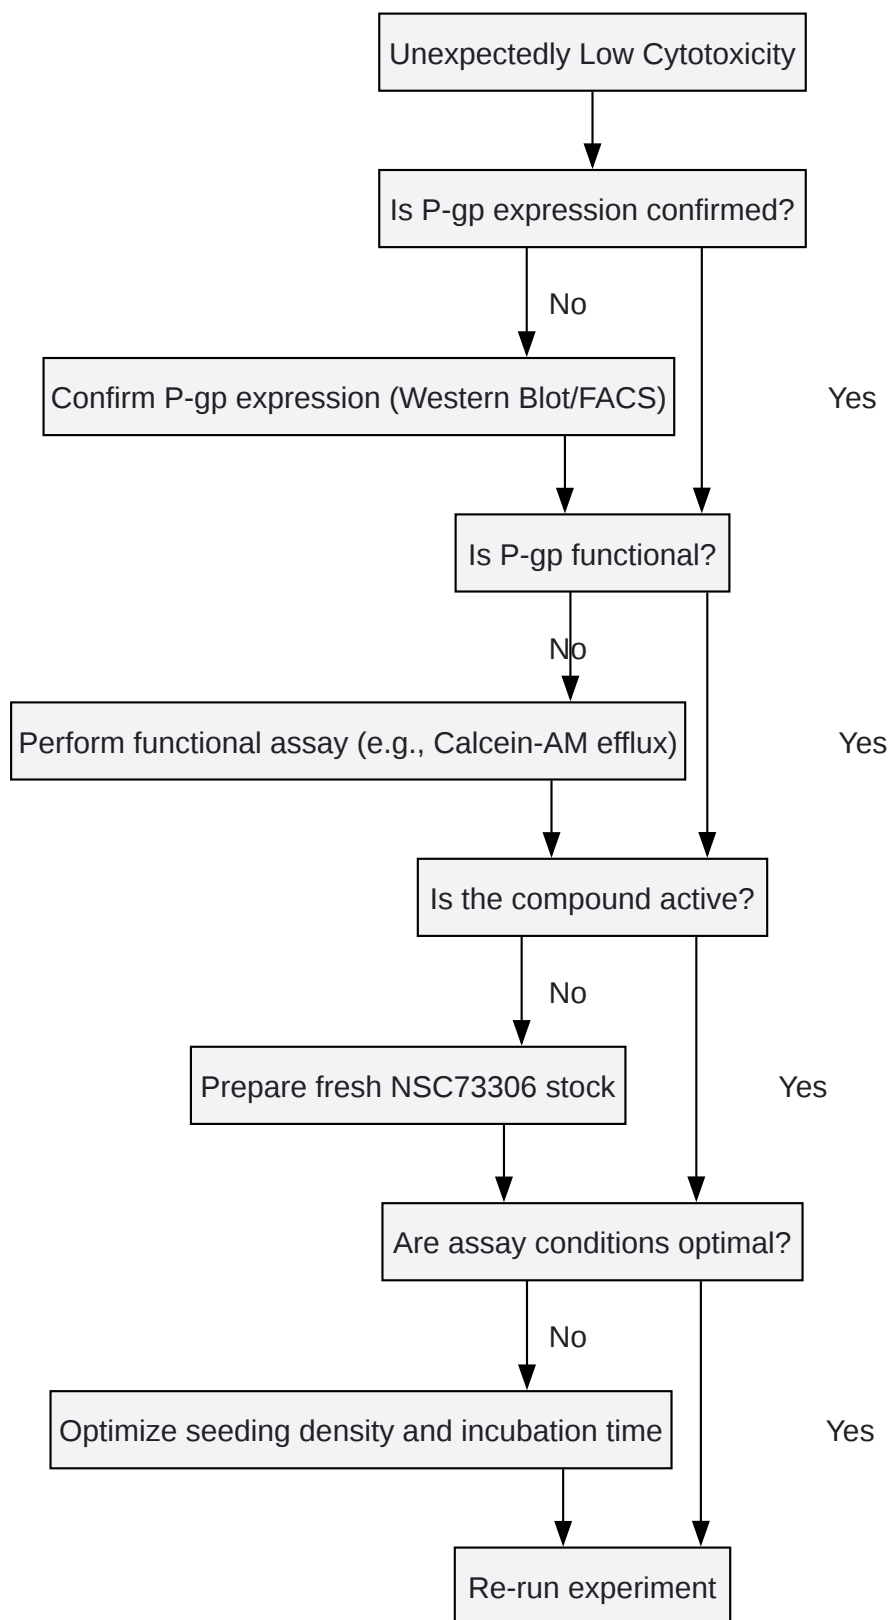 Unexpectedly Low Cytotoxicity
Is P-gp expression confirmed?
No
Confirm P-gp expression (Western Blot/FACS)
Yes
Is P-gp functional?
No
Perform functional assay (e.g., Calcein-AM efflux)
Yes
Is the compound active?
No
Prepare fresh NSC73306 stock
Yes
Are assay conditions optimal?
No
Optimize seeding density and incubation time
Yes
Re-run experiment